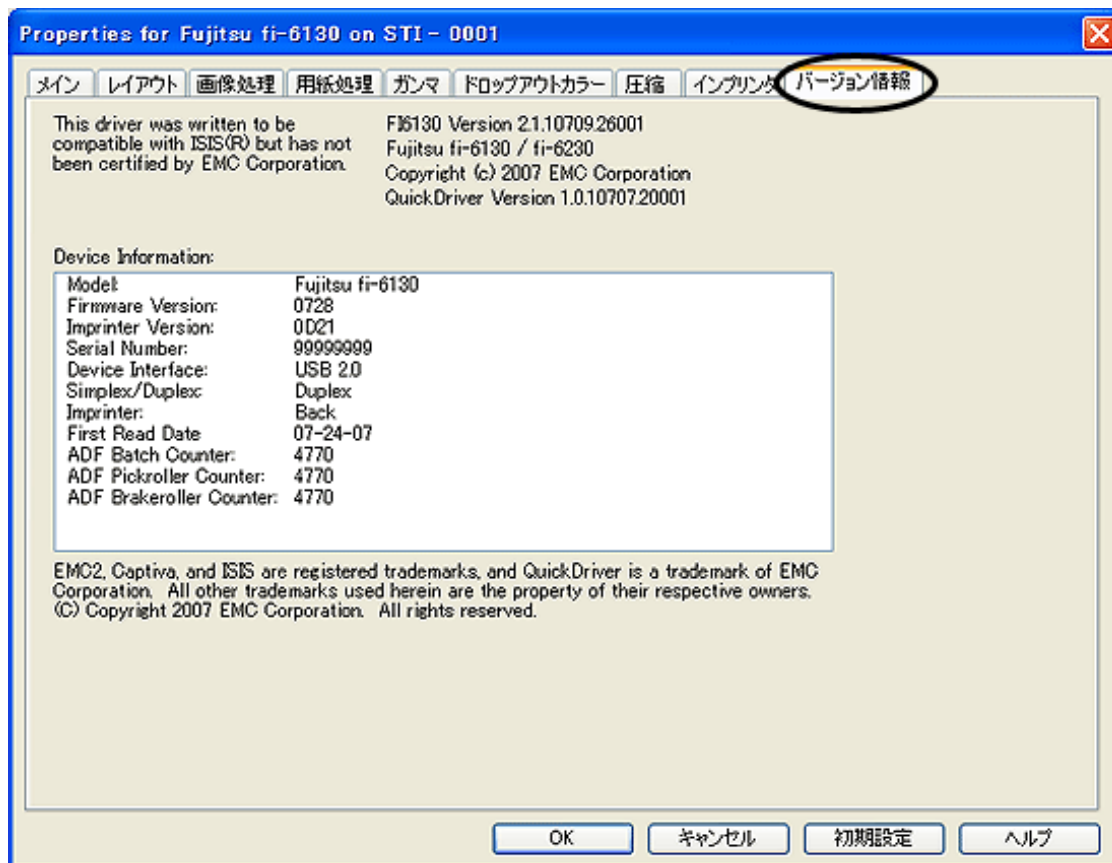 Properties for Fujitsu fi-6130 on STI - 0001
メイン レイアウト 画像処理 用紙処理 ガンマ ドロップアウトカラー 圧縮 インプリンタ バージョン情報
This driver was written to be
compatible with ISIS(R) but has not
been certified by EMC Corporation.
FI6130 Version 2.1.10709.26001
Fujitsu fi-6130 / fi-6230
Copyright (c) 2007 EMC Corporation
QuickDriver Version 1.0.10707.20001
Device Information:
Model: Fujitsu fi-6130
Firmware Version: 0728
Imprinter Version: 0D21
Serial Number: 99999999
Device Interface: USB 2.0
Simplex/Duplex: Duplex
Imprinter: Back
First Read Date 07-24-07
ADF Batch Counter: 4770
ADF Pickroller Counter: 4770
ADF Brakeroller Counter: 4770
EMC2, Captiva, and ISIS are registered trademarks, and QuickDriver is a trademark of EMC
Corporation. All other trademarks used herein are the property of their respective owners.
(C) Copyright 2007 EMC Corporation. All rights reserved.
OK キャンセル 初期設定 ヘルプ